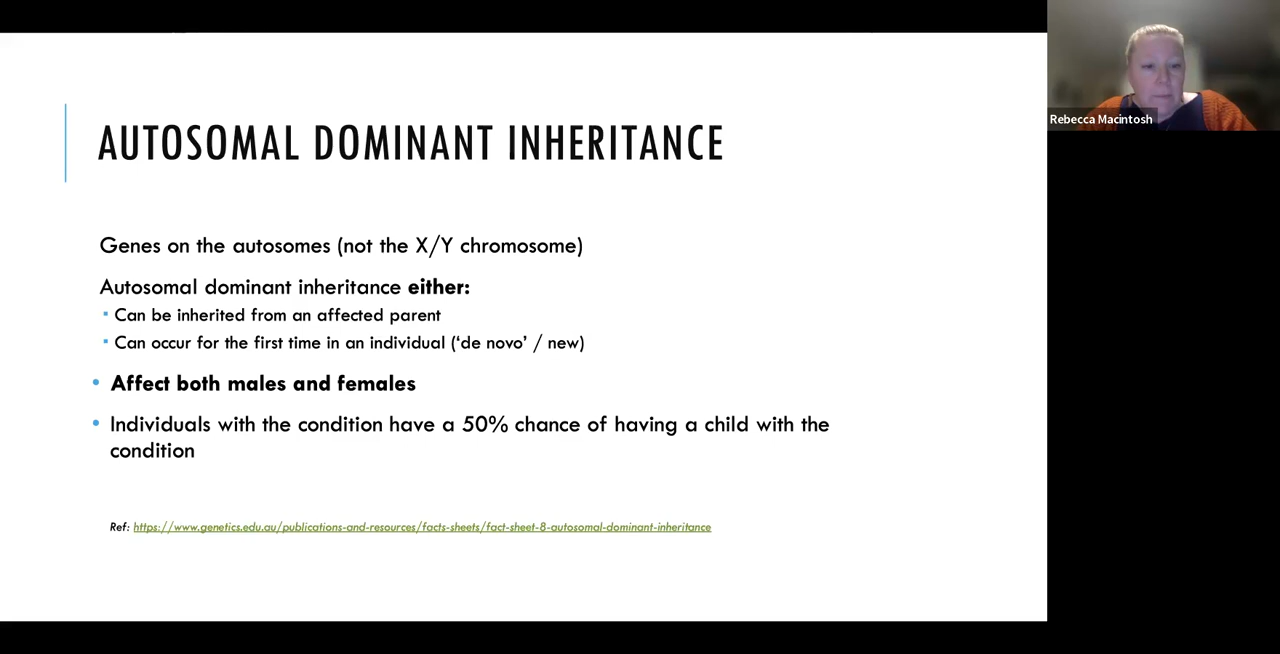 AUTOSOMAL DOMINANT INHERITANCE
Genes on the autosomes (not the X/Y chromosome)
Autosomal dominant inheritance either:
▪ Can be inherited from an affected parent
▪ Can occur for the first time in an individual (‘de novo’ / new)
• Affect both males and females
• Individuals with the condition have a 50% chance of having a child with the
condition
Ref: https://www.genetics.edu.au/publications-and-resources/facts-sheets/fact-sheet-8-autosomal-dominant-inheritance
Rebecca Macintosh